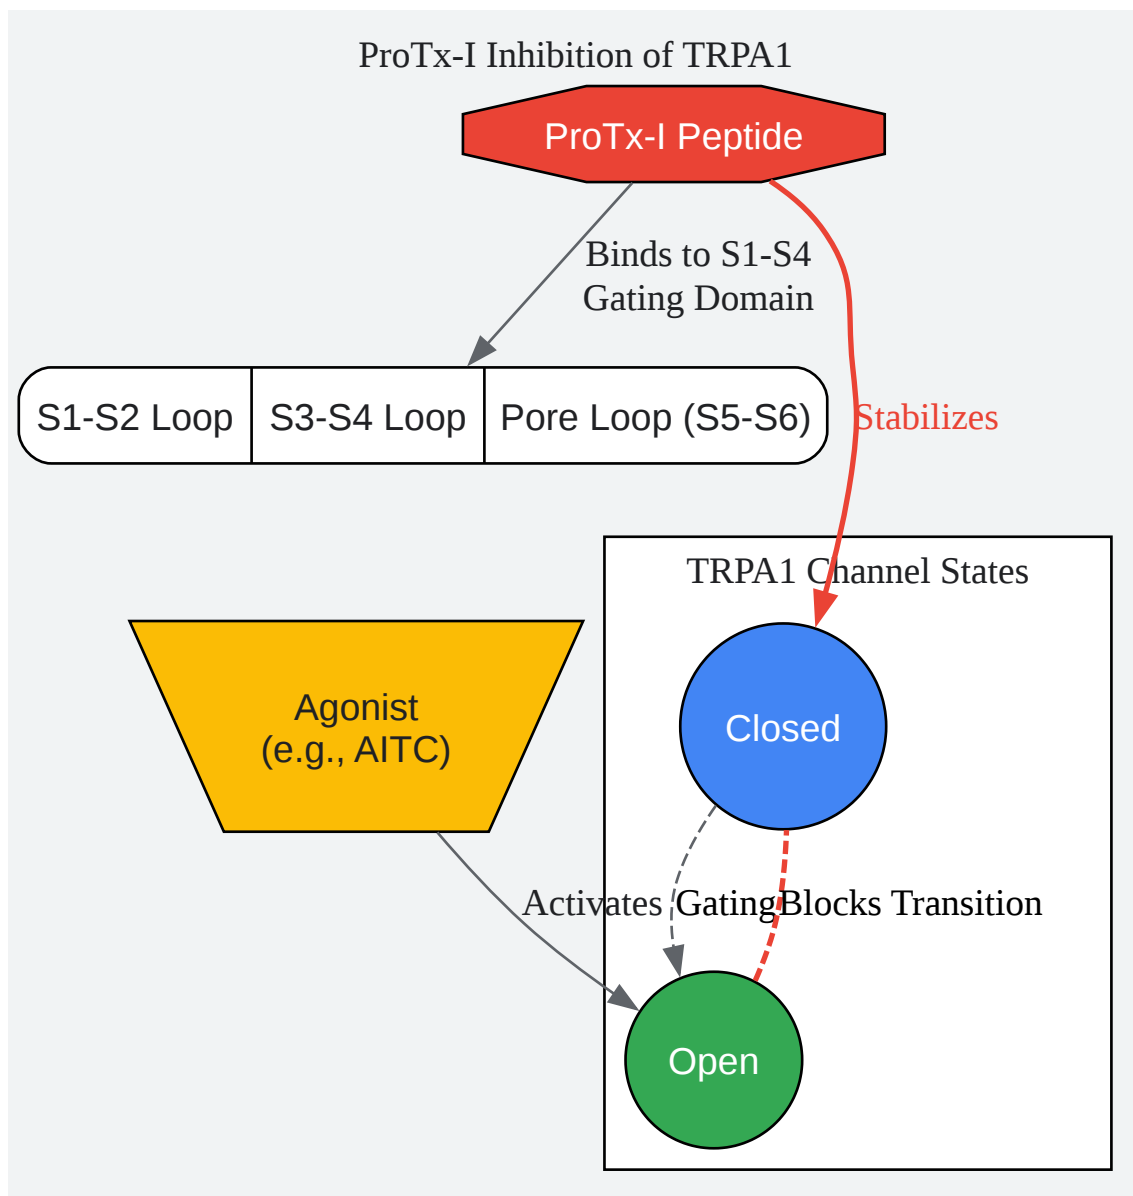 ProTx-I Inhibition of TRPA1
ProTx-I Peptide
Binds to S1-S4
Gating Domain
S1-S2 Loop
S3-S4 Loop
Pore Loop (S5-S6)
Stabilizes
TRPA1 Channel States
Agonist
(e.g., AITC)
Closed
Activates
Gating
Blocks Transition
Open